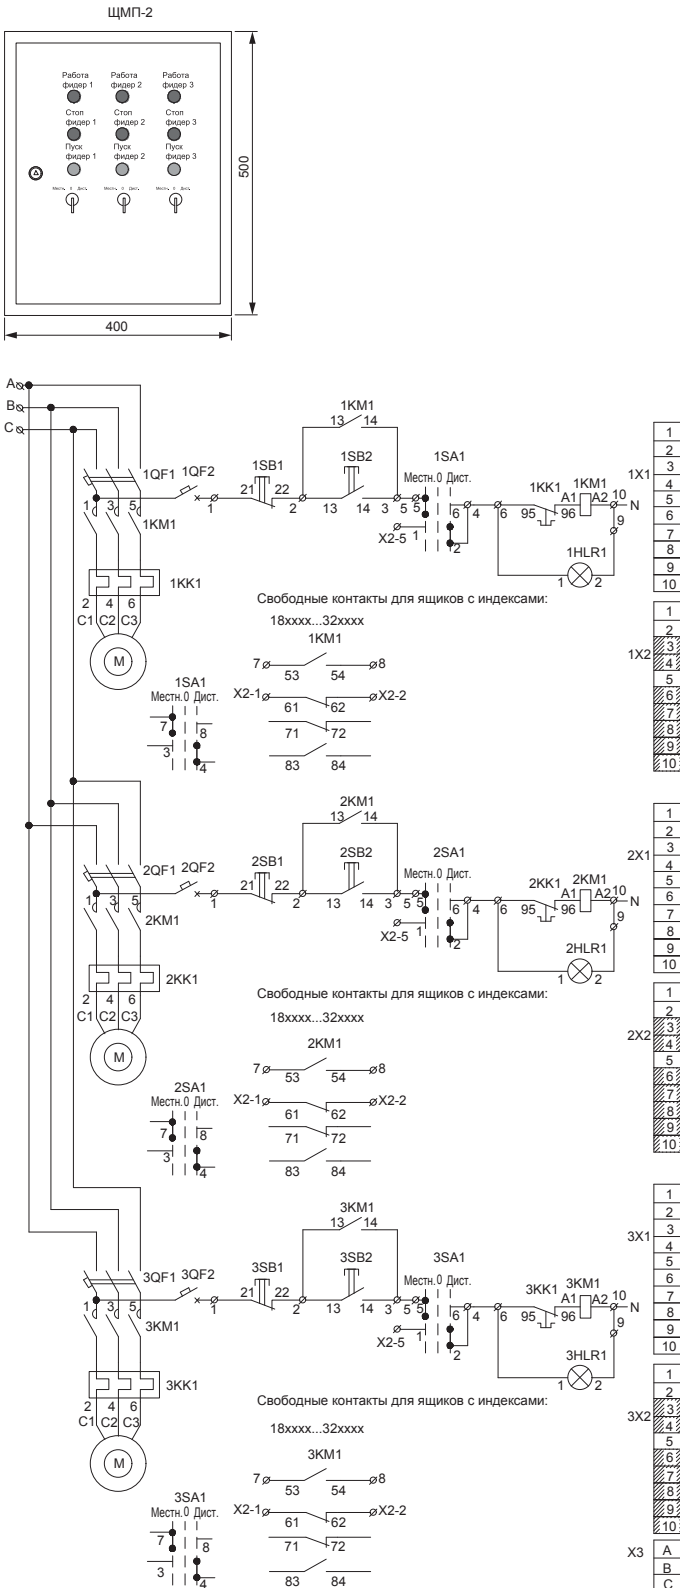 ЩМП-2
Работа фидер 1
Работа фидер 2
Работа фидер 3
Стоп фидер 1
Стоп фидер 2
Стоп фидер 3
Пуск фидер 1
Пуск фидер 2
Пуск фидер 3
Местн. 0 Дист.
Местн. 0 Дист.
Местн. 0 Дист.
500
400
A
B
C
1KM1
13 14
1QF1 1QF2
1SB1
1SB2
1SA1
Местн. 0 Дист.
21 22
1 3 5
1
2
13 14 3 5 5
6 4 6
1KK1
1KM1
95 96
A1 A2 10
N
9
X2-5 1
2
1KM1
1HLR1
1 2
1KK1
2 4 6
C1 C2 C3
M
Свободные контакты для ящиков с индексами:
18xxxx...32xxxx
1KM1
7 8
53 54
X2-1 X2-2
61 62
71 72
83 84
1SA1
Местн. 0 Дист.
7 8
3 4
1X1
1
2
3
4
5
6
7
8
9
10
1X2
1
2
3
4
5
6
7
8
9
10
2KM1
13 14
2QF1 2QF2
2SB1
2SB2
2SA1
Местн. 0 Дист.
21 22
1 3 5
1
2
13 14 3 5 5
6 4 6
2KK1
2KM1
95 96
A1 A2 10
N
9
X2-5 1
2
2KM1
2HLR1
1 2
2KK1
2 4 6
C1 C2 C3
M
Свободные контакты для ящиков с индексами:
18xxxx...32xxxx
2KM1
7 8
53 54
X2-1 X2-2
61 62
71 72
83 84
2SA1
Местн. 0 Дист.
7 8
3 4
2X1
1
2
3
4
5
6
7
8
9
10
2X2
1
2
3
4
5
6
7
8
9
10
3KM1
13 14
3QF1 3QF2
3SB1
3SB2
3SA1
Местн. 0 Дист.
21 22
1 3 5
1
2
13 14 3 5 5
6 4 6
3KK1
3KM1
95 96
A1 A2 10
N
9
X2-5 1
2
3KM1
3HLR1
1 2
3KK1
2 4 6
C1 C2 C3
M
Свободные контакты для ящиков с индексами:
18xxxx...32xxxx
3KM1
7 8
53 54
X2-1 X2-2
61 62
71 72
83 84
3SA1
Местн. 0 Дист.
7 8
3 4
3X1
1
2
3
4
5
6
7
8
9
10
3X2
1
2
3
4
5
6
7
8
9
10
X3
A
B
C